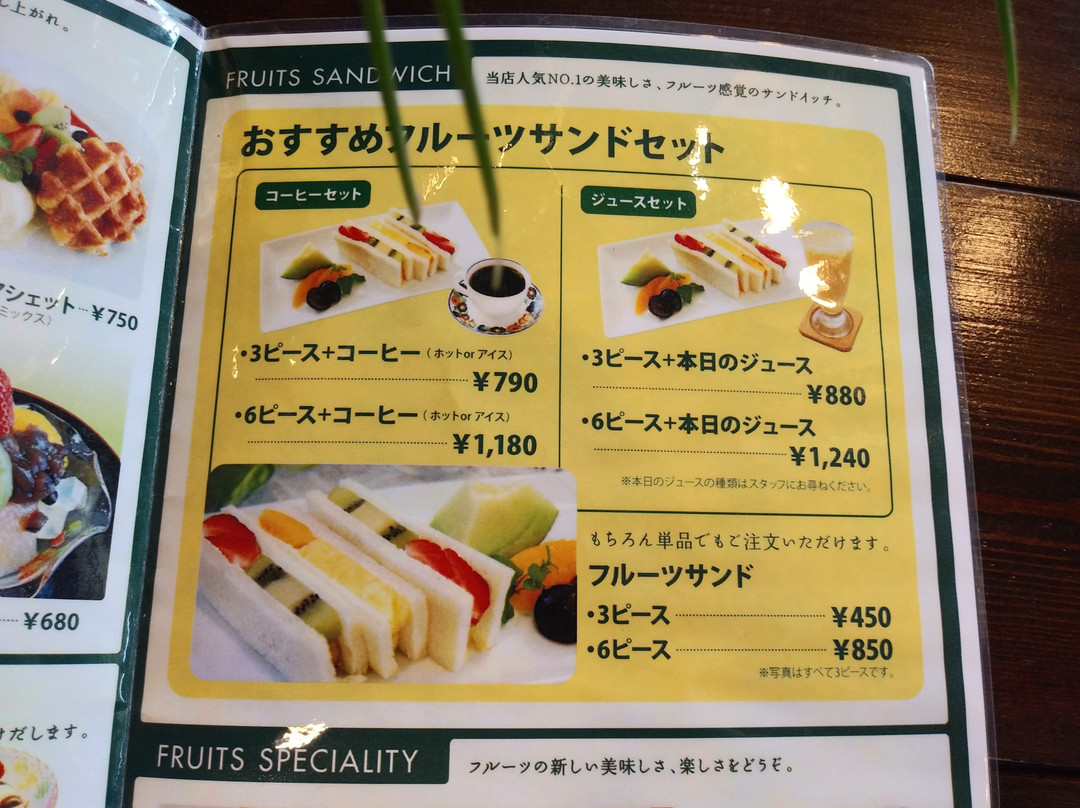 し上がれ。
アシェット…¥750
ミックス)
¥680
けだします。
FRUITS SANDWICH
当店人気NO.1の美味しさ、フルーツ感覚のサンドイッチ。
おすすめフルーツサンドセット
コーヒーセット
・3ピース+コーヒー(ホットorアイス)
¥790
・6ピース+コーヒー(ホットorアイス)
¥1,180
ジュースセット
・3ピース+本日のジュース
¥880
・6ピース+本日のジュース
¥1,240
※本日のジュースの種類はスタッフにお尋ねください。
もちろん単品でもご注文いただけます。
フルーツサンド
・3ピース ¥450
・6ピース ¥850
※写真はすべて3ピースです。
FRUITS SPECIALITY
フルーツの新しい美味しさ、楽しさをどうぞ。